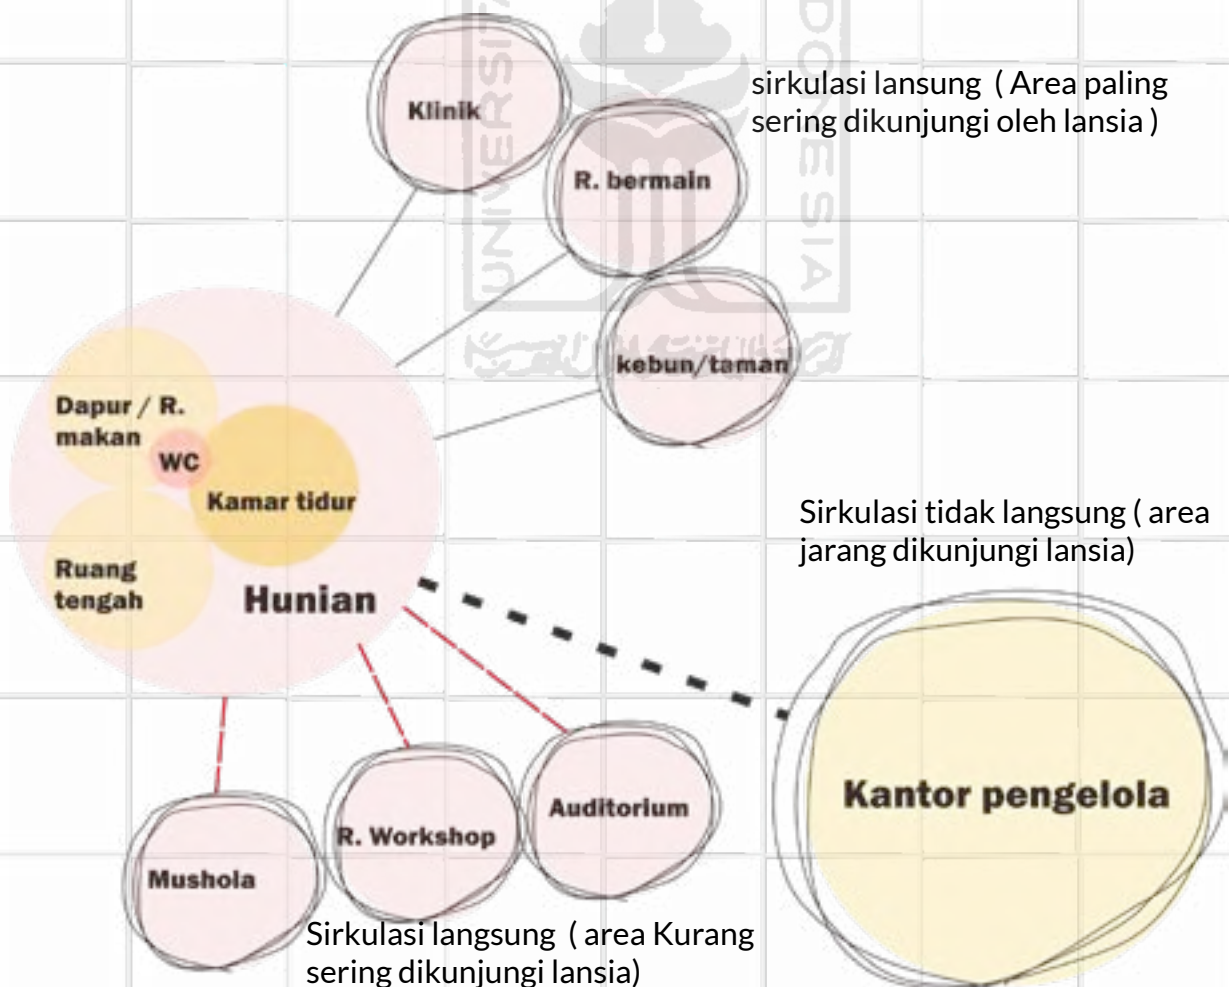 Klinik
sirkulasi lansung ( Area paling
sering dikunjungi oleh lansia )
R. bermain
kebun/taman
Dapur / R.
makan
WC
Kamar tidur
Ruang
tengah
Hunian
Sirkulasi tidak langsung ( area
jarang dikunjungi lansia)
Kantor pengelola
Auditorium
R. Workshop
Mushola
Sirkulasi langsung ( area Kurang
sering dikunjungi lansia)